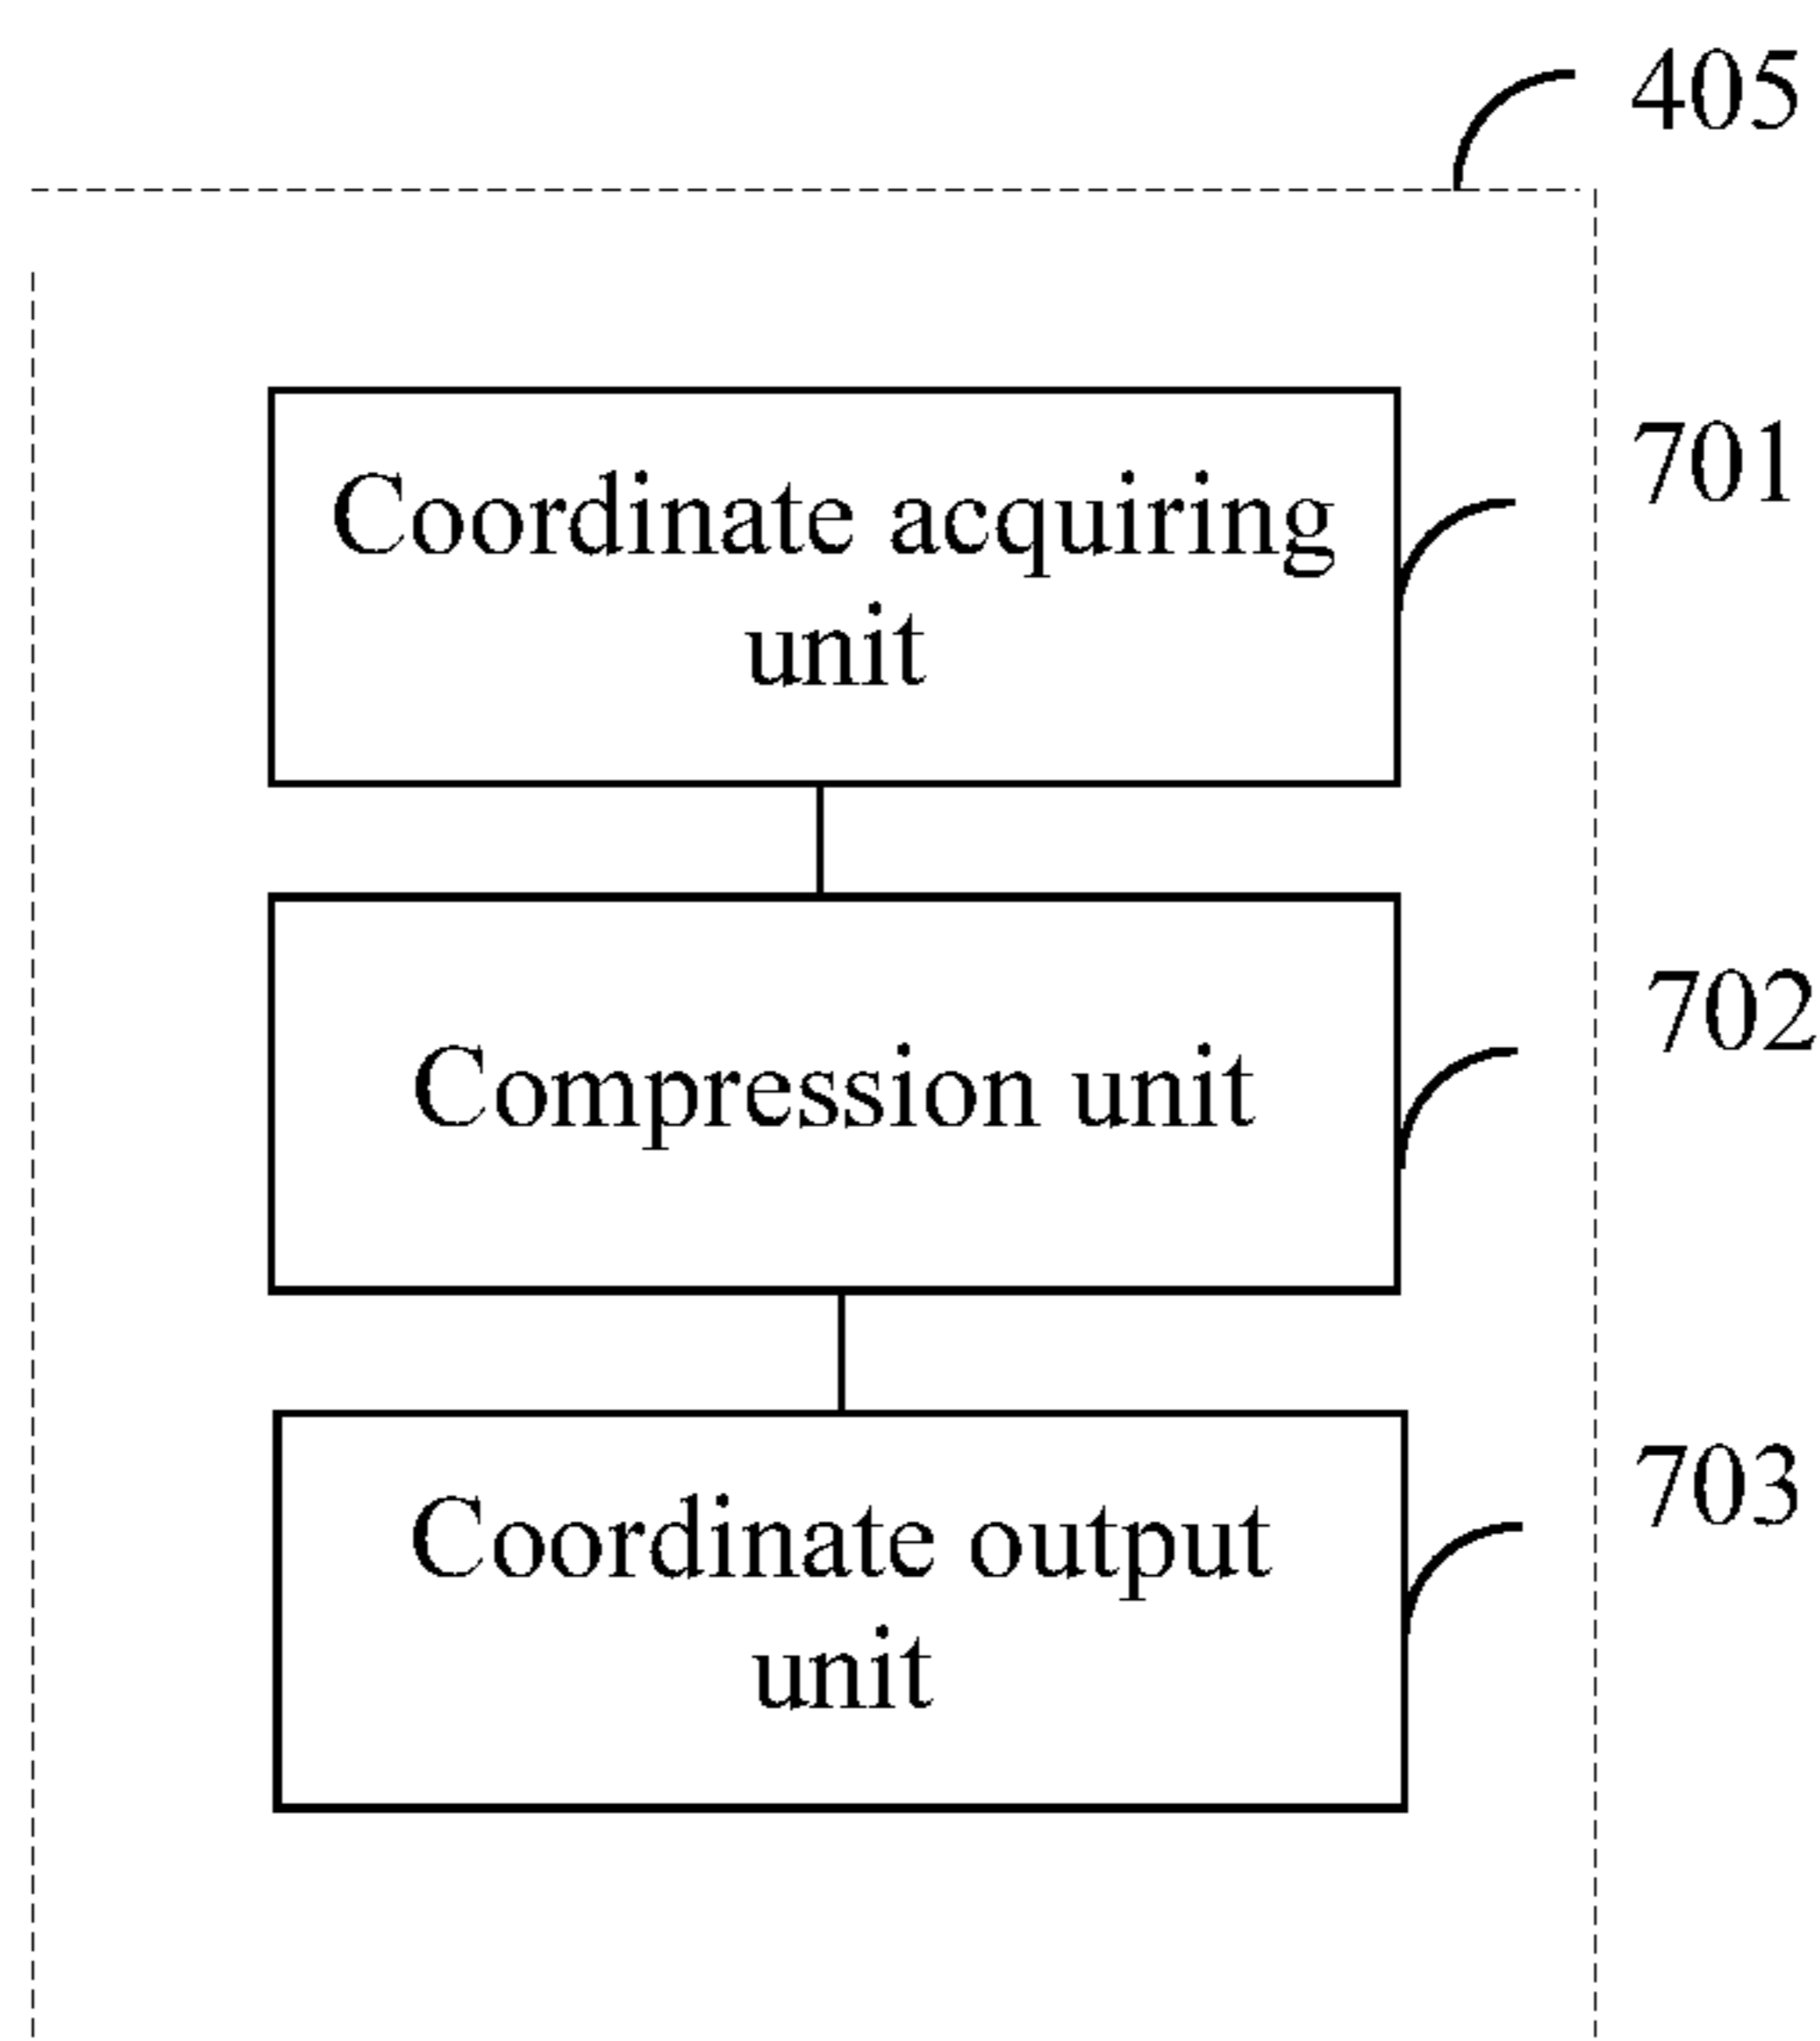 405
701
Coordinate acquiring
unit
702
Compression unit
703
Coordinate output
unit